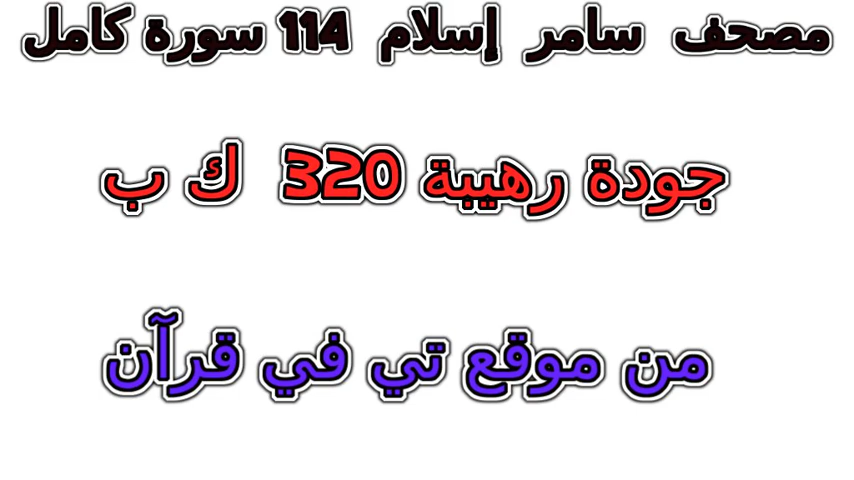 مصحف سامر إسلام 114 سورة كامل
جودة رهيبة 320 ك ب
من موقع تي في قرآن